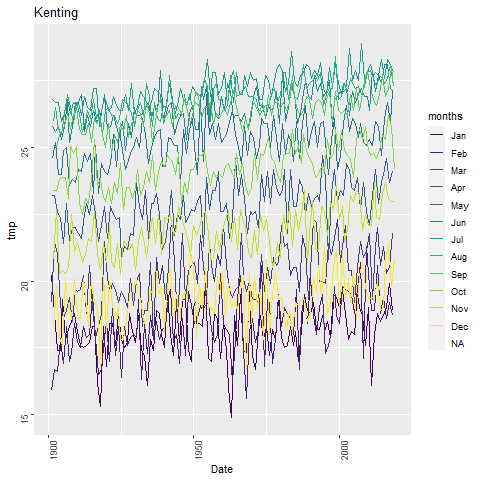 Kenting
tmp
25
20
15
1900
1950
2000
Date
months
Jan
Feb
Mar
Apr
May
Jun
Jul
Aug
Sep
Oct
Nov
Dec
NA